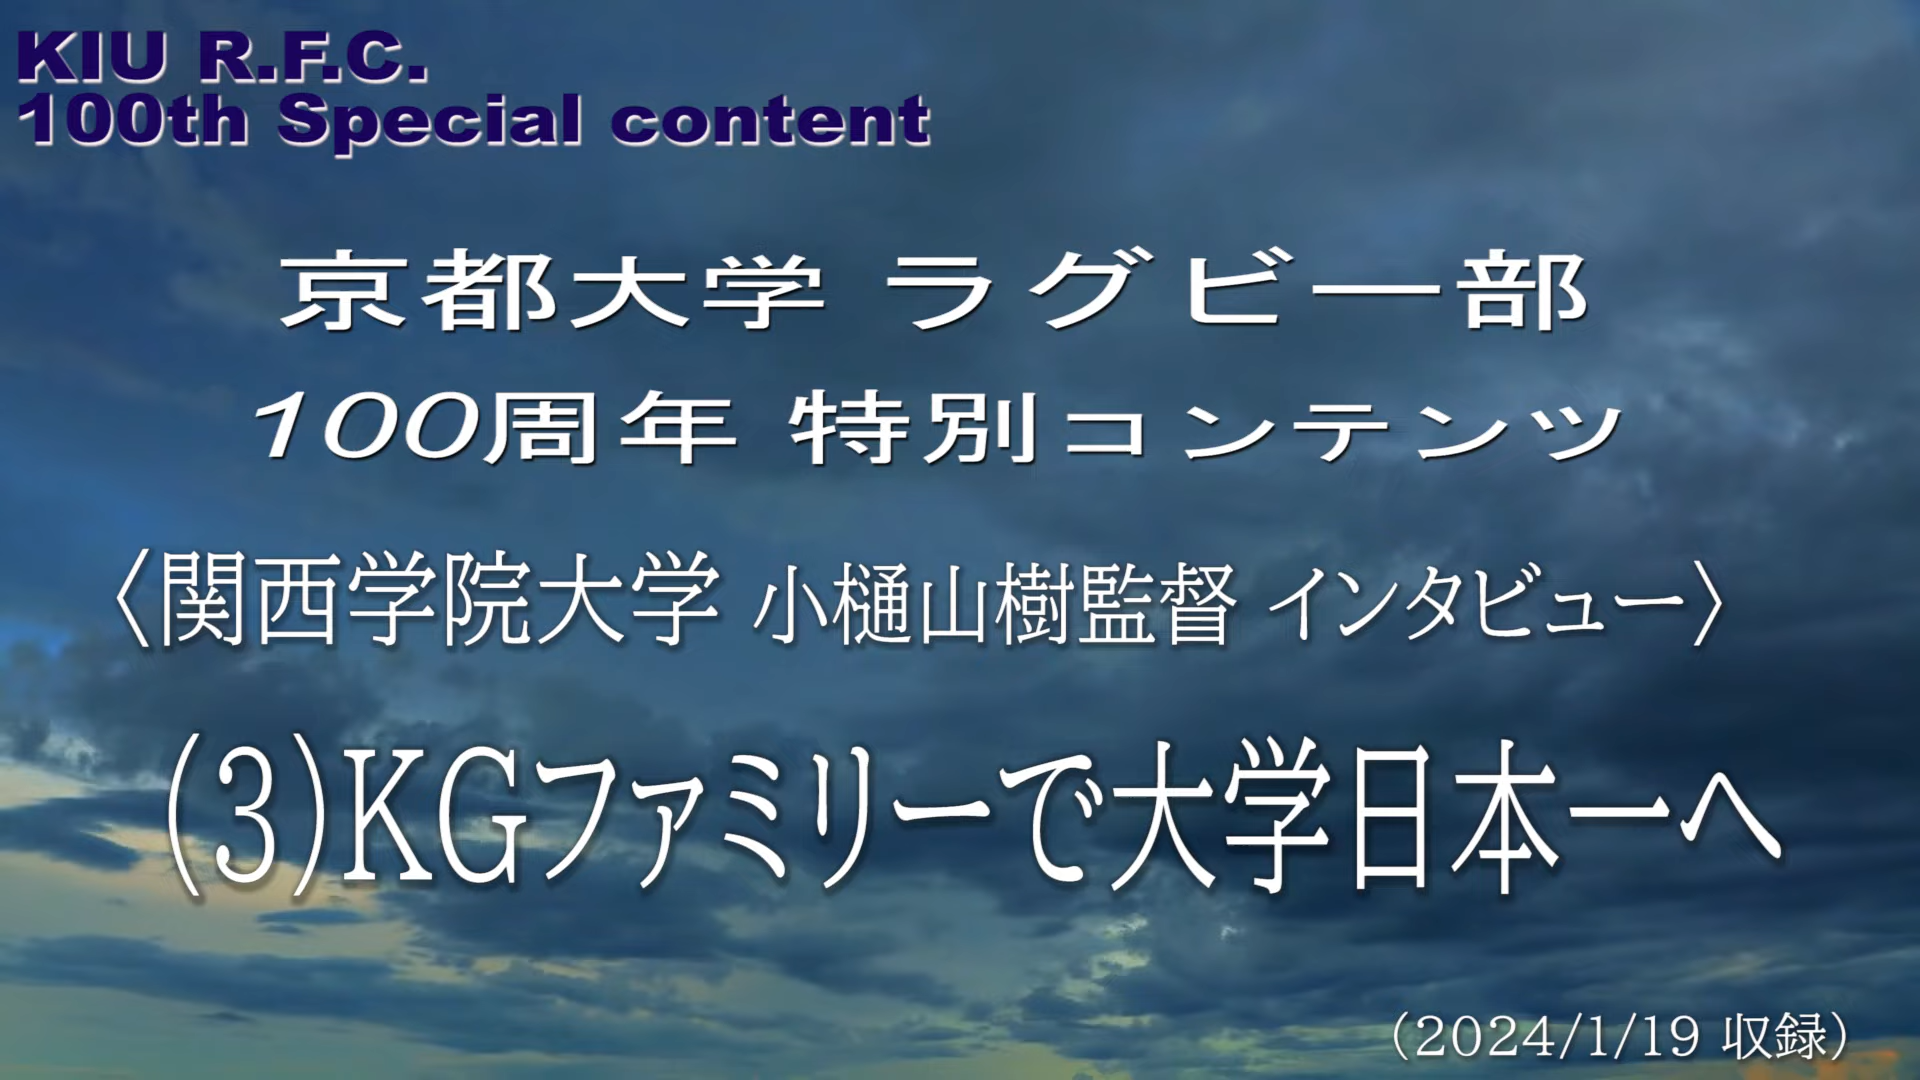 KIU R.F.C.
100th Special content
京都大学 ラグビー部
100周年 特別コンテンツ
〈関西学院大学 小樋山樹監督 インタビュー〉
(3)KGファミリーで大学日本一へ
（2024/1/19 収録）